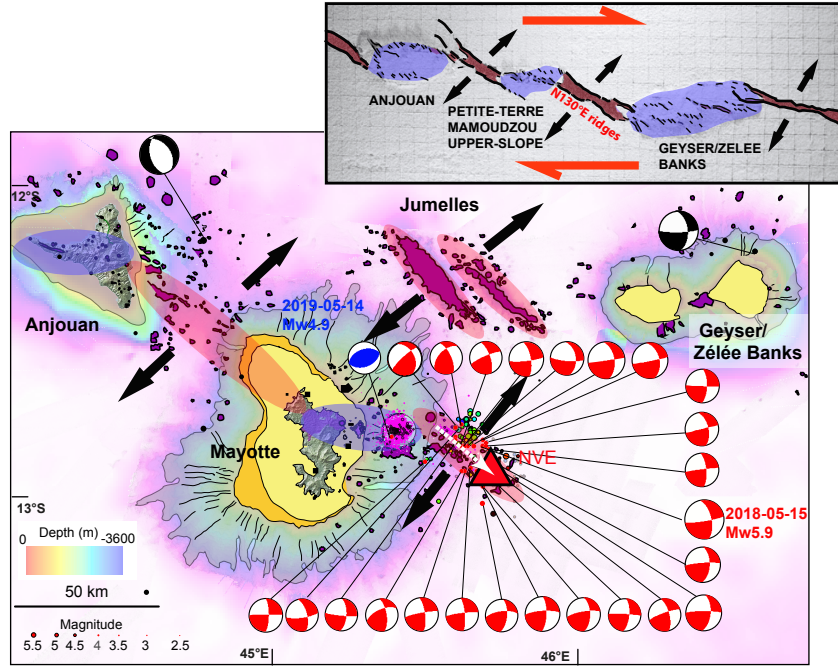 ANJOUAN
PETITE-TERRE
MAMOUDZOU
UPPER-SLOPE
N130°E ridges
GEYSER/ZELEE
BANKS
12°S
Jumelles
Anjouan
2019-05-14
Mw4.9
Geyser/
Zélée Banks
Mayotte
NVE
13°S
2018-05-15
Mw5.9
Depth (m)
0
-3600
50 km
Magnitude
5.5 5 4.5 4 3.5 3 2.5
45°E
46°E